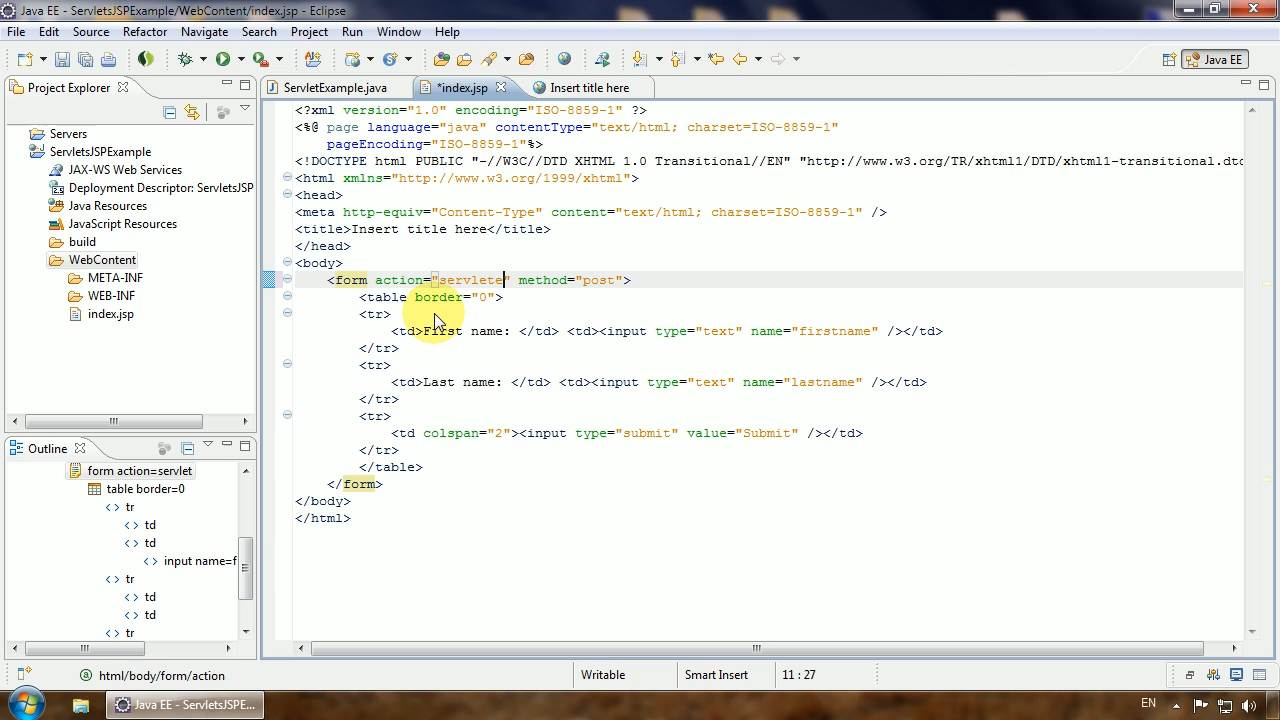 Java EE - ServletsJSPExample/WebContent/index.jsp - Eclipse
File Edit Source Refactor Navigate Search Project Run Window Help
Java EE
Project Explorer
ServletExample.java
*index.jsp
Insert title here
Servers
ServletsJSPExample
JAX-WS Web Services
Deployment Descriptor: ServletsJSP
Java Resources
JavaScript Resources
build
WebContent
META-INF
WEB-INF
index.jsp
<?xml version="1.0" encoding="ISO-8859-1" ?>
<%@ page language="java" contentType="text/html; charset=ISO-8859-1"
pageEncoding="ISO-8859-1"%>
<!DOCTYPE html PUBLIC "-//W3C//DTD XHTML 1.0 Transitional//EN" "http://www.w3.org/TR/xhtml1/DTD/xhtml1-transitional.dtd
<html xmlns="http://www.w3.org/1999/xhtml">
<head>
<meta http-equiv="Content-Type" content="text/html; charset=ISO-8859-1" />
<title>Insert title here</title>
</head>
<body>
<form action="servlete" method="post">
<table border="0">
<tr>
<td>First name: </td> <td><input type="text" name="firstname" /></td>
</tr>
<tr>
<td>Last name: </td> <td><input type="text" name="lastname" /></td>
</tr>
<tr>
<td colspan="2"><input type="submit" value="Submit" /></td>
</tr>
</table>
</form>
</body>
</html>
Outline
form action=servlet
table border=0
tr
td
td
input name=f
tr
td
td
tr
html/body/form/action
Writable
Smart Insert
11 : 27
Java EE - ServletsJSPE...
EN